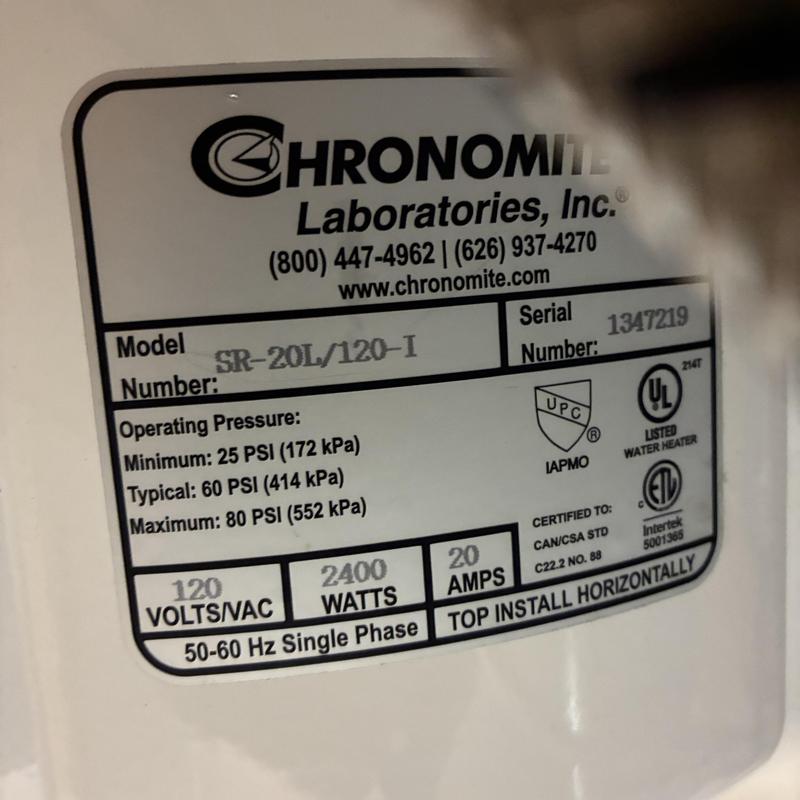 CHRONOMITE
Laboratories, Inc.®
(800) 447-4962 | (626) 937-4270
www.chronomite.com
Model Number: SR-20L/120-I
Serial Number: 1347219
Operating Pressure:
Minimum: 25 PSI (172 kPa)
Typical: 60 PSI (414 kPa)
Maximum: 80 PSI (552 kPa)
UPC ®
IAPMO
UL 214T
LISTED
WATER HEATER
CERTIFIED TO:
CAN/CSA STD
C22.2 NO. 88
c ETL
Intertek
5001365
120
VOLTS/VAC
2400
WATTS
20
AMPS
50-60 Hz Single Phase
TOP INSTALL HORIZONTALLY